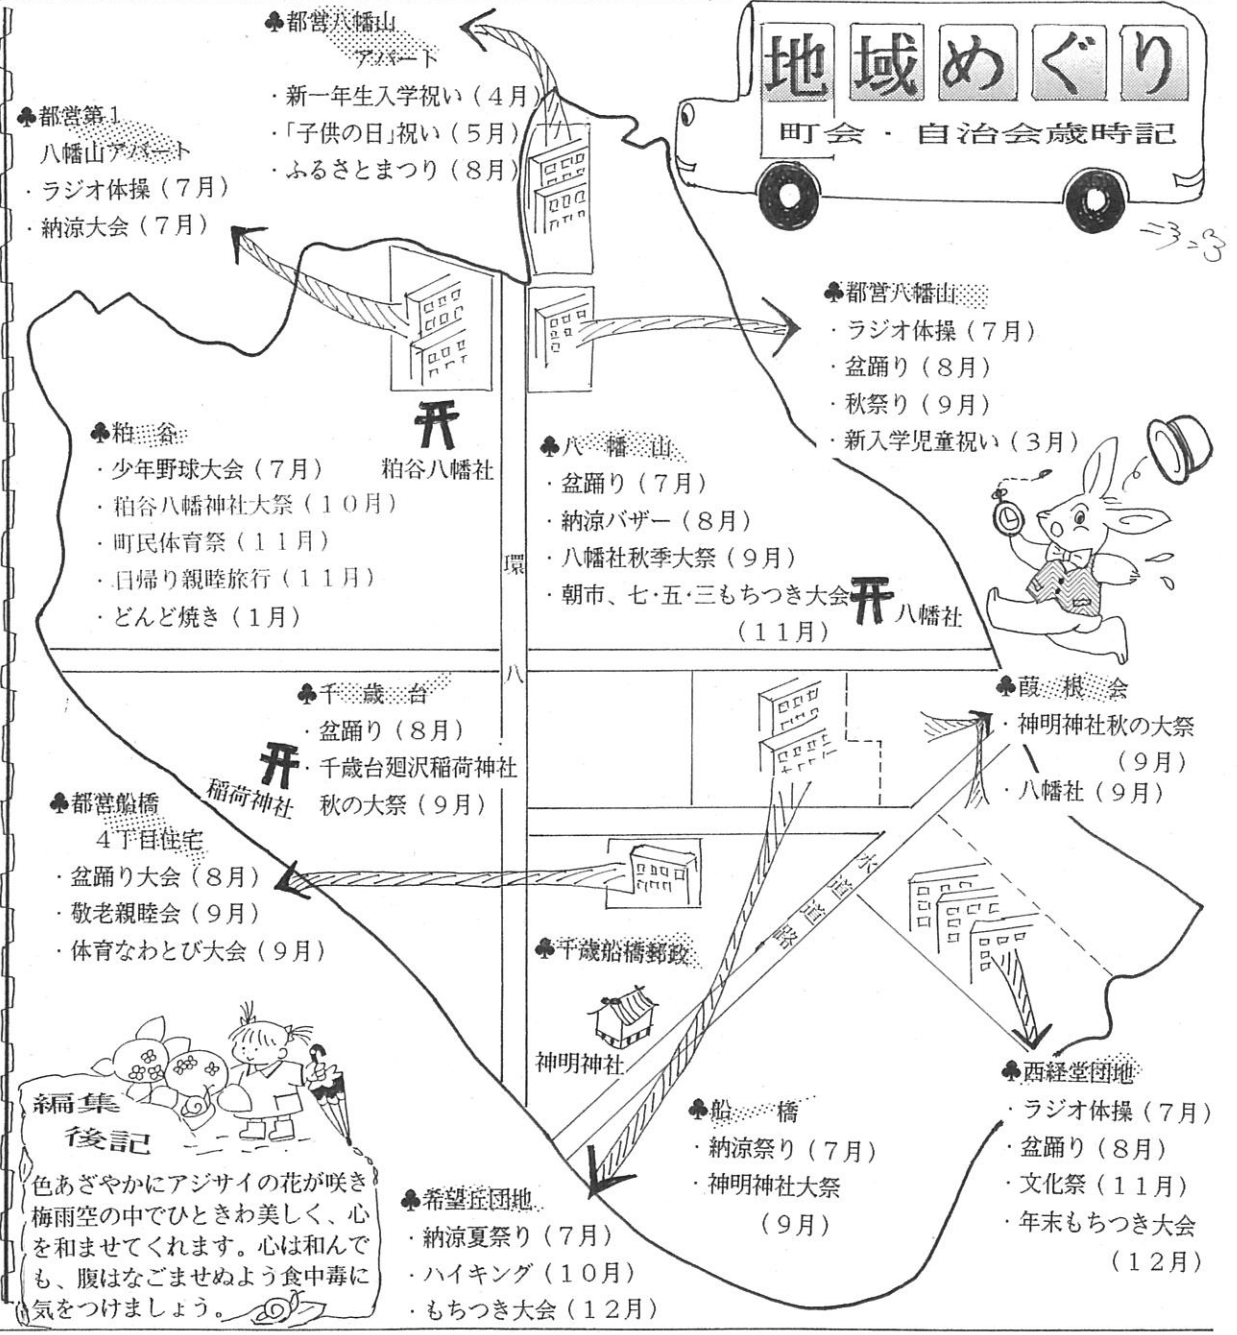 地域めぐり
町会・自治会歳時記
♣都営八幡山
アパート
・新一年生入学祝い（4月）
・「子供の日」祝い（5月）
・ふるさとまつり（8月）
♣都営第1
八幡山アパート
・ラジオ体操（7月）
・納涼大会（7月）
♣都営八幡山
・ラジオ体操（7月）
・盆踊り（8月）
・秋祭り（9月）
・新入学児童祝い（3月）
♣粕谷
・少年野球大会（7月）
・粕谷八幡神社大祭（10月）
・町民体育祭（11月）
・日帰り親睦旅行（11月）
・どんど焼き（1月）
粕谷八幡社
♣八幡山
・盆踊り（7月）
・納涼バザー（8月）
・八幡社秋季大祭（9月）
・朝市、七・五・三もちつき大会
（11月）
八幡社
環八
♣千歳台
・盆踊り（8月）
・千歳台廻沢稲荷神社
秋の大祭（9月）
稲荷神社
♣葭根会
・神明神社秋の大祭
（9月）
・八幡社（9月）
♣都営船橋
4丁目住宅
・盆踊り大会（8月）
・敬老親睦会（9月）
・体育なわとび大会（9月）
水道道路
♣千歳船橋郵政
神明神社
♣船橋
・納涼祭り（7月）
・神明神社大祭
（9月）
♣西経堂団地
・ラジオ体操（7月）
・盆踊り（8月）
・文化祭（11月）
・年末もちつき大会
（12月）
♣希望丘団地
・納涼夏祭り（7月）
・ハイキング（10月）
・もちつき大会（12月）
編集
後記
色あざやかにアジサイの花が咲き
梅雨空の中でひときわ美しく、心
を和ませてくれます。心は和んで
も、腹はなごませぬよう食中毒に
気をつけましょう。